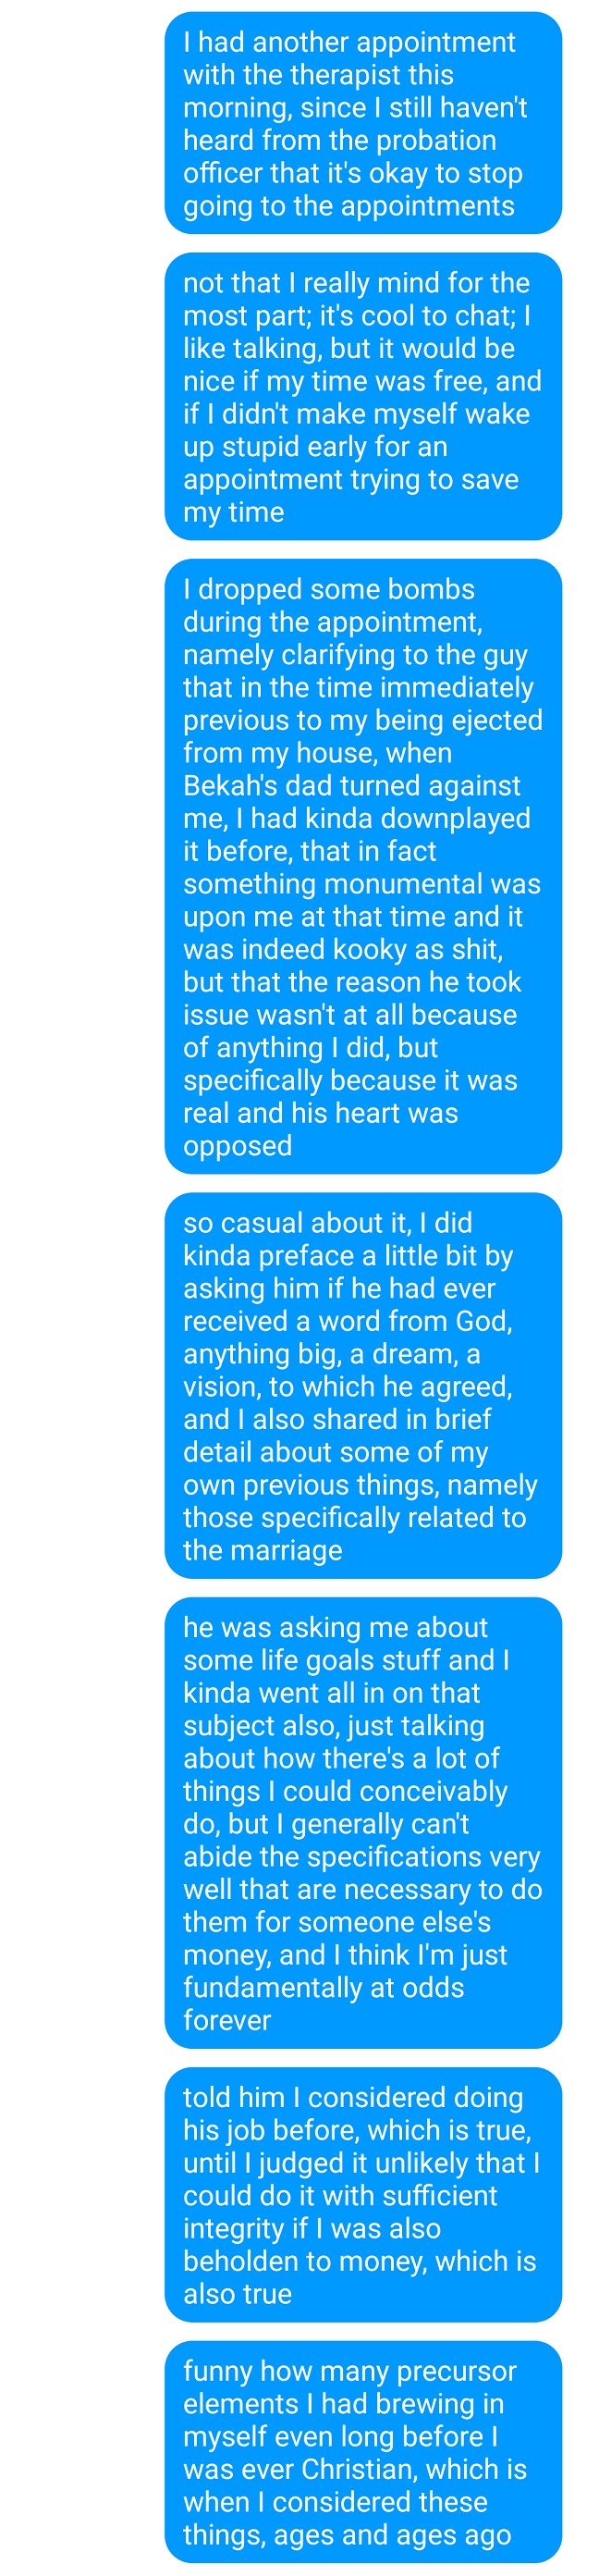 I had another appointment
with the therapist this
morning, since I still haven't
heard from the probation
officer that it's okay to stop
going to the appointments
not that I really mind for the
most part; it's cool to chat; I
like talking, but it would be
nice if my time was free, and
if I didn't make myself wake
up stupid early for an
appointment trying to save
my time
I dropped some bombs
during the appointment,
namely clarifying to the guy
that in the time immediately
previous to my being ejected
from my house, when
Bekah's dad turned against
me, I had kinda downplayed
it before, that in fact
something monumental was
upon me at that time and it
was indeed kooky as shit,
but that the reason he took
issue wasn't at all because
of anything I did, but
specifically because it was
real and his heart was
opposed
so casual about it, I did
kinda preface a little bit by
asking him if he had ever
received a word from God,
anything big, a dream, a
vision, to which he agreed,
and I also shared in brief
detail about some of my
own previous things, namely
those specifically related to
the marriage
he was asking me about
some life goals stuff and I
kinda went all in on that
subject also, just talking
about how there's a lot of
things I could conceivably
do, but I generally can't
abide the specifications very
well that are necessary to do
them for someone else's
money, and I think I'm just
fundamentally at odds
forever
told him I considered doing
his job before, which is true,
until I judged it unlikely that I
could do it with sufficient
integrity if I was also
beholden to money, which is
also true
funny how many precursor
elements I had brewing in
myself even long before I
was ever Christian, which is
when I considered these
things, ages and ages ago